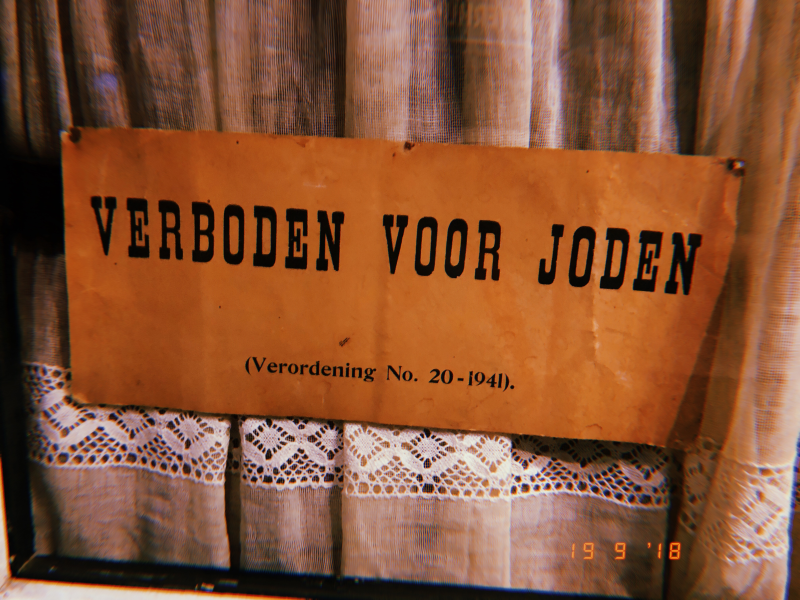 VERBODEN VOOR JODEN
(Verordening No. 20-1941).
19 9 '18